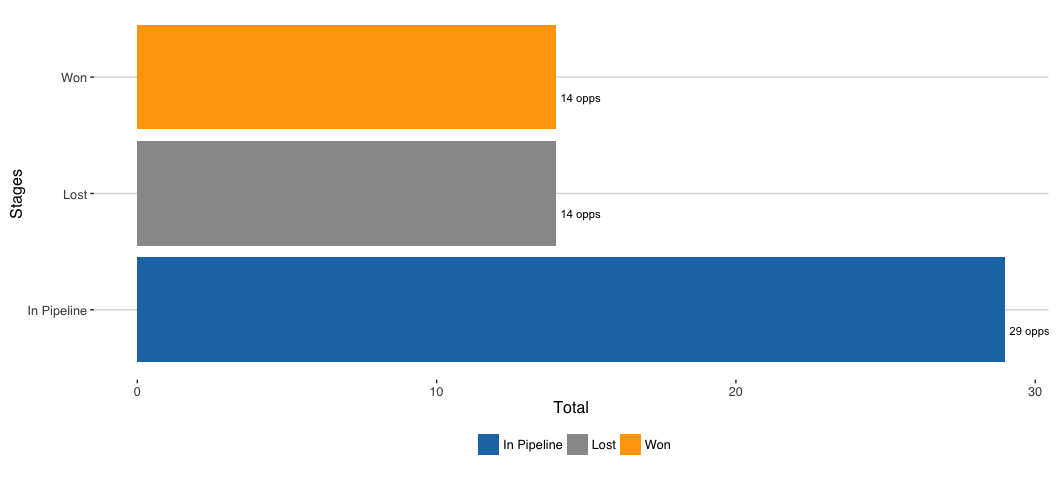 Won
14 opps
Stages
Lost
14 opps
In Pipeline
29 opps
0 10 20 30
Total
In Pipeline Lost Won